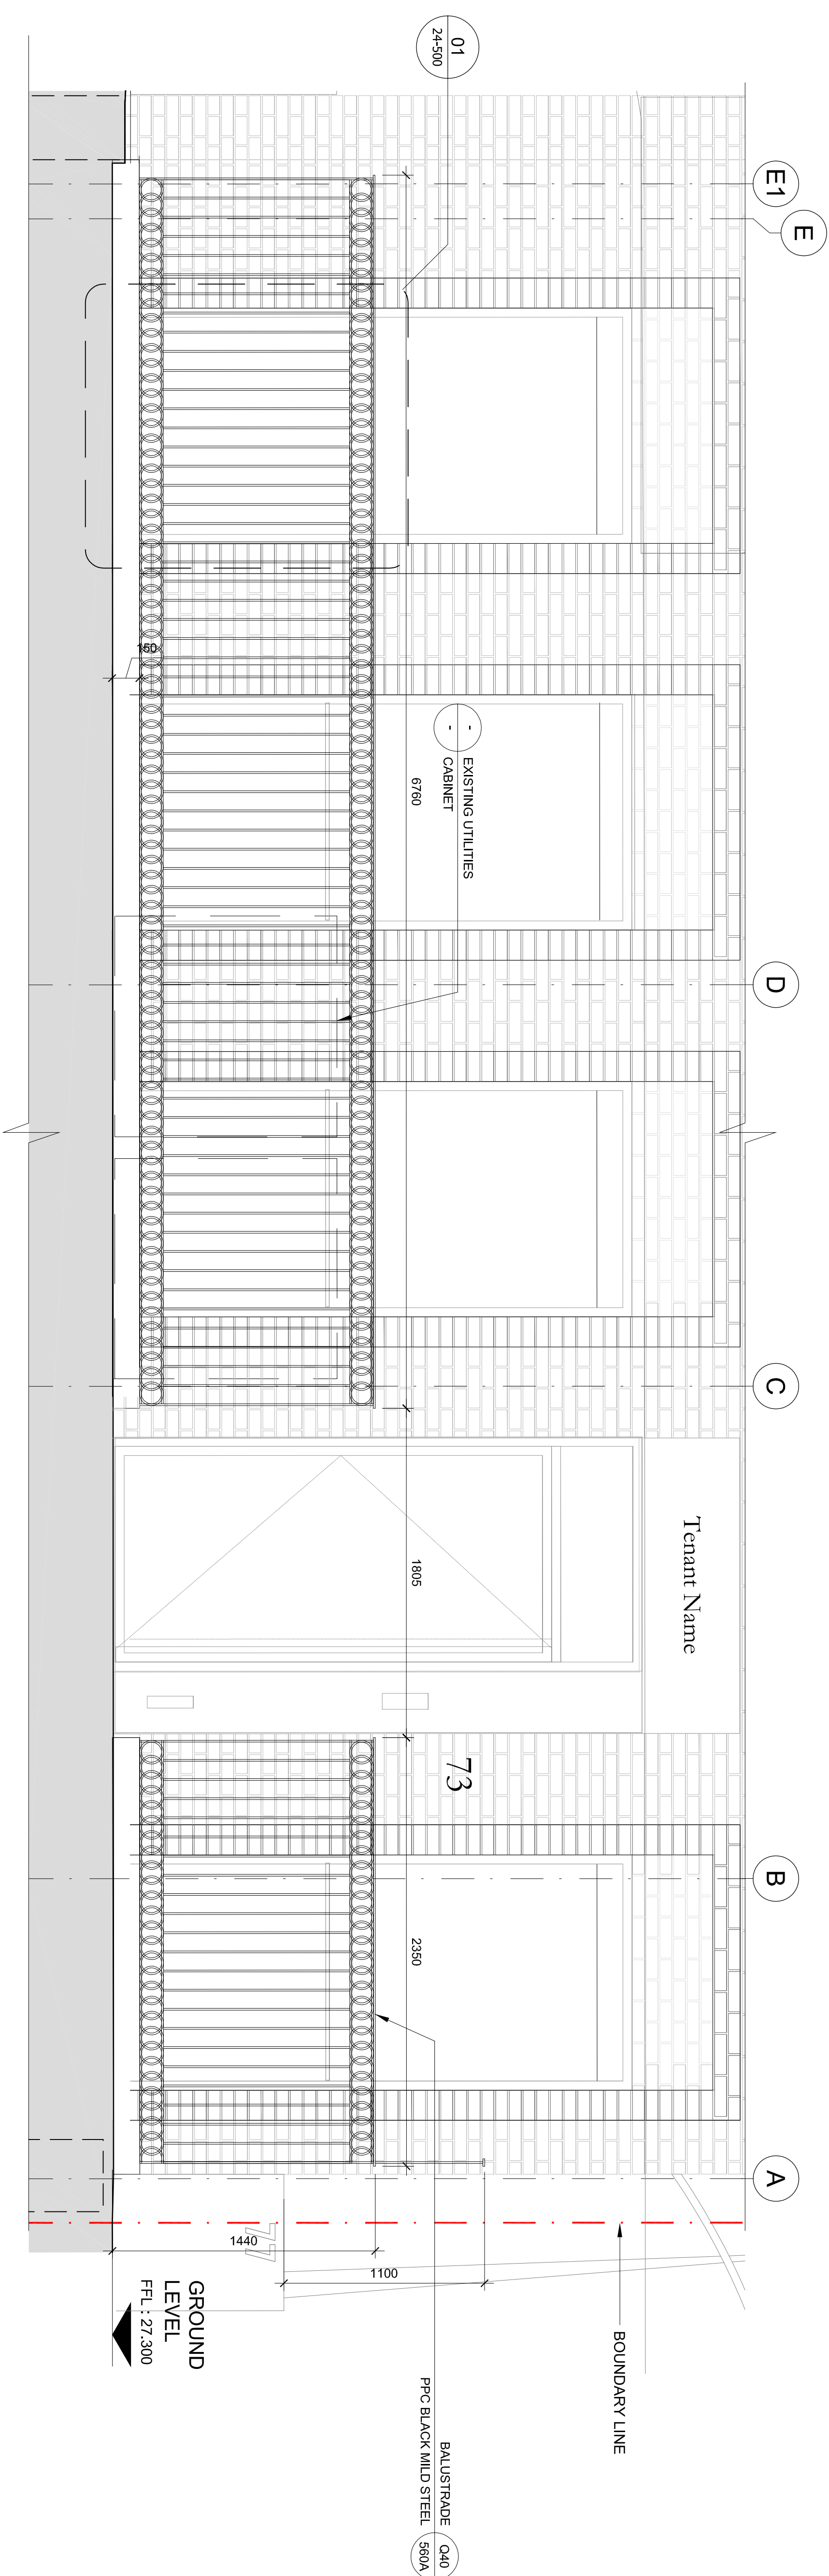 01
24-500
E1
E
D
C
B
A
150
EXISTING UTILITIES
CABINET
-
-
6760
1805
2350
Tenant Name
73
77
1440
1100
BOUNDARY LINE
GROUND
LEVEL
FFL : 27.300
BALUSTRADE
PPC BLACK MILD STEEL
Q40
560A